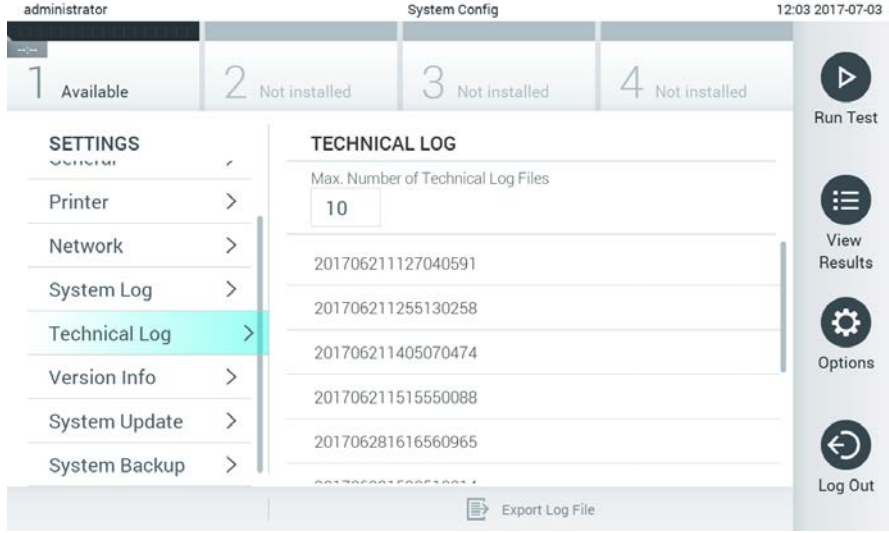 administrator
System Config
12:03 2017-07-03
--:--
1 Available
2 Not installed
3 Not installed
4 Not installed
Run Test
View
Results
Options
Log Out
SETTINGS
General
Printer
Network
System Log
Technical Log
Version Info
System Update
System Backup
TECHNICAL LOG
Max. Number of Technical Log Files
10
201706211127040591
201706211255130258
201706211405070474
201706211515550088
201706281616560965
Export Log File